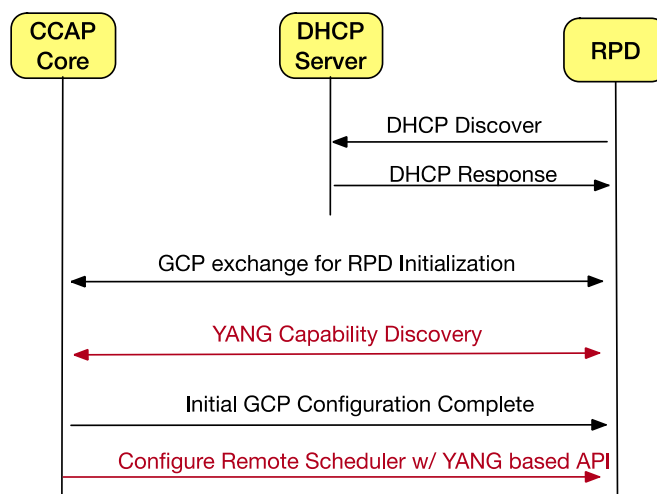 CCAP
Core
DHCP
Server
RPD
DHCP Discover
DHCP Response
GCP exchange for RPD Initialization
YANG Capability Discovery
Initial GCP Configuration Complete
Configure Remote Scheduler w/ YANG based API